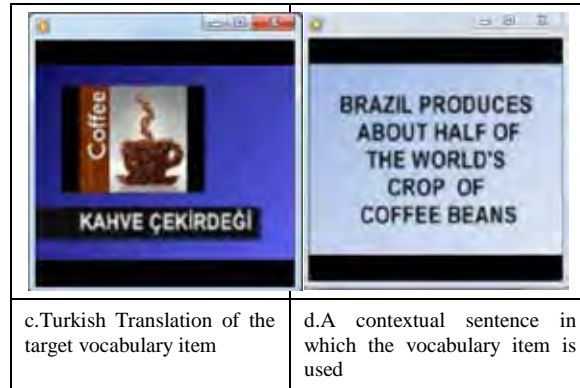 Coffee
KAHVE ÇEKİRDEĞİ
BRAZIL PRODUCES
ABOUT HALF OF
THE WORLD'S
CROP OF
COFFEE BEANS
c.Turkish Translation of the
target vocabulary item
d.A contextual sentence in
which the vocabulary item is
used